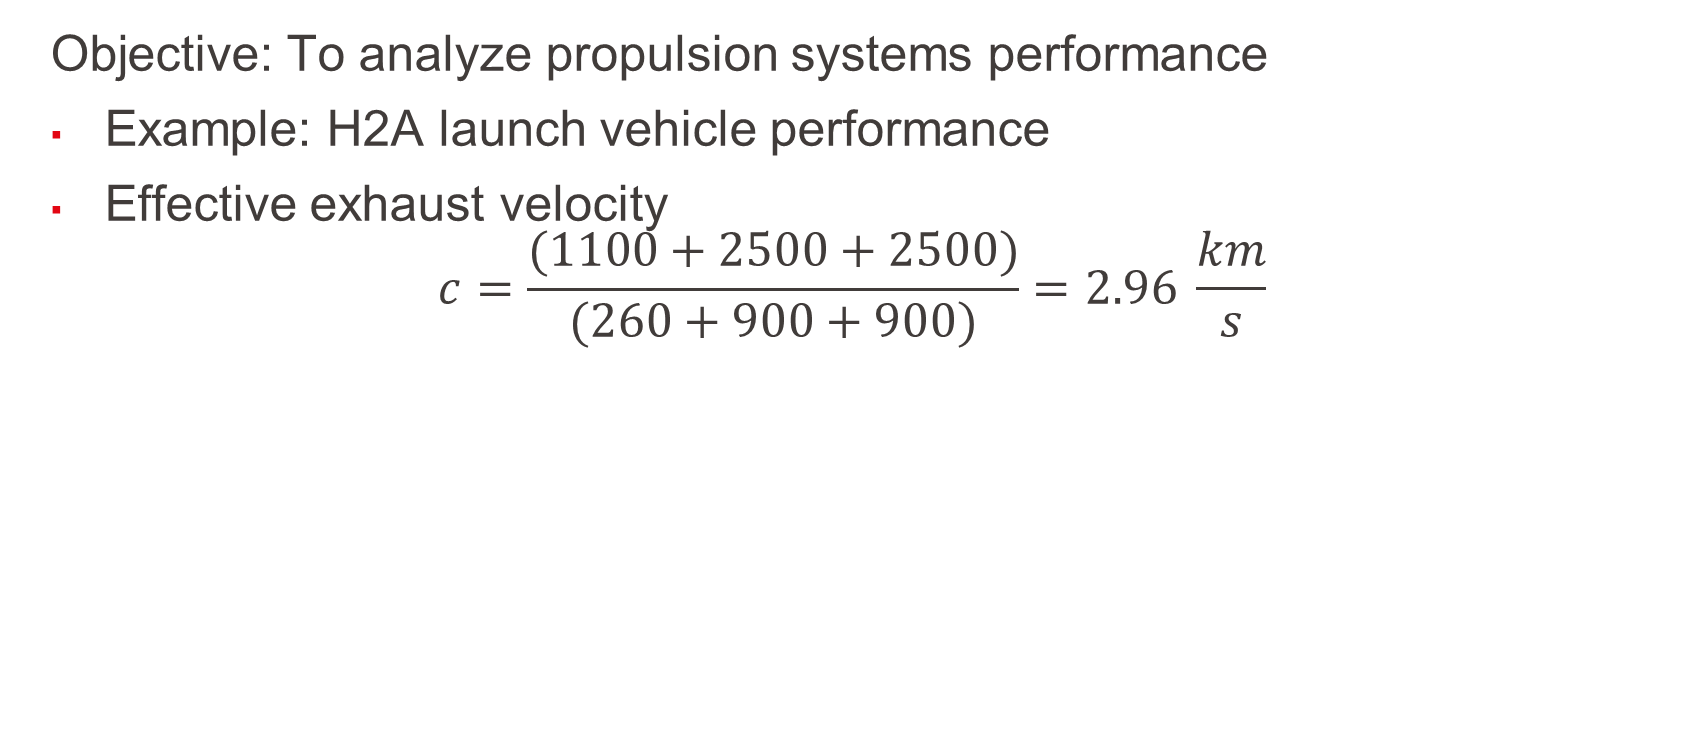 Objective: To analyze propulsion systems performance
▪ Example: H2A launch vehicle performance
▪ Effective exhaust velocity
𝑐 = (1100 + 2500 + 2500) / (260 + 900 + 900) = 2.96 𝑘𝑚/𝑠